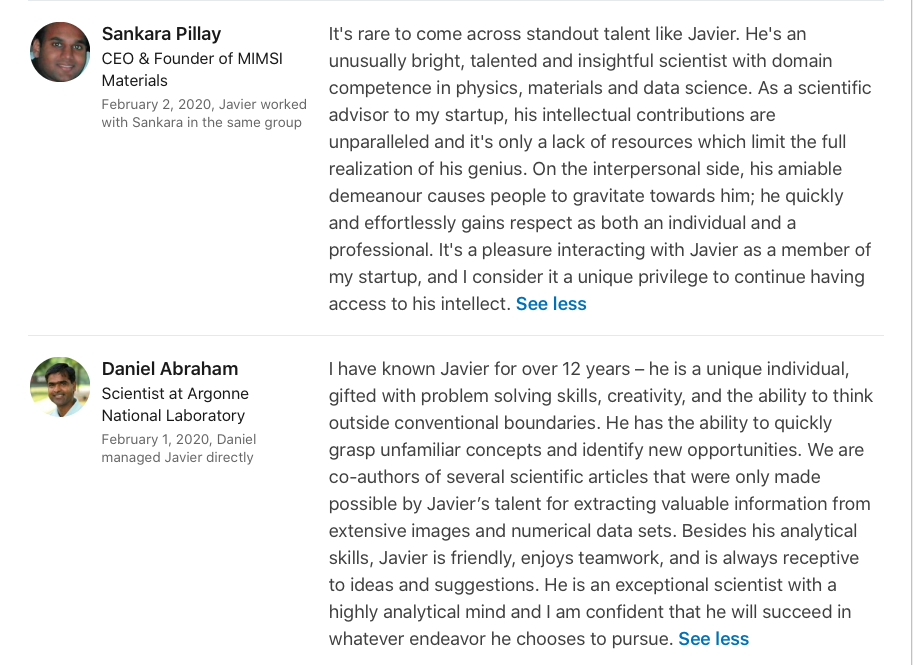 Sankara Pillay
CEO & Founder of MIMSI
Materials
February 2, 2020, Javier worked
with Sankara in the same group
It's rare to come across standout talent like Javier. He's an
unusually bright, talented and insightful scientist with domain
competence in physics, materials and data science. As a scientific
advisor to my startup, his intellectual contributions are
unparalleled and it's only a lack of resources which limit the full
realization of his genius. On the interpersonal side, his amiable
demeanour causes people to gravitate towards him; he quickly
and effortlessly gains respect as both an individual and a
professional. It's a pleasure interacting with Javier as a member of
my startup, and I consider it a unique privilege to continue having
access to his intellect. See less
Daniel Abraham
Scientist at Argonne
National Laboratory
February 1, 2020, Daniel
managed Javier directly
I have known Javier for over 12 years – he is a unique individual,
gifted with problem solving skills, creativity, and the ability to think
outside conventional boundaries. He has the ability to quickly
grasp unfamiliar concepts and identify new opportunities. We are
co-authors of several scientific articles that were only made
possible by Javier’s talent for extracting valuable information from
extensive images and numerical data sets. Besides his analytical
skills, Javier is friendly, enjoys teamwork, and is always receptive
to ideas and suggestions. He is an exceptional scientist with a
highly analytical mind and I am confident that he will succeed in
whatever endeavor he chooses to pursue. See less